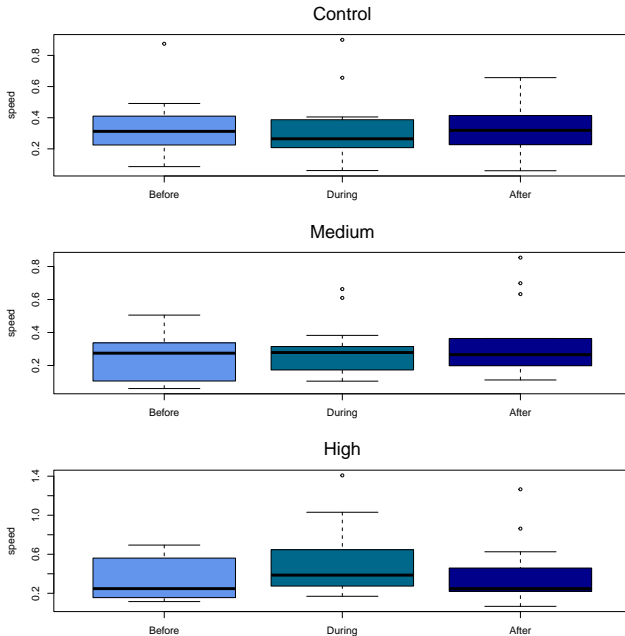 Control
speed
0.2 0.4 0.6 0.8
Before During After
Medium
speed
0.2 0.4 0.6 0.8
Before During After
High
speed
0.2 0.6 1.0 1.4
Before During After